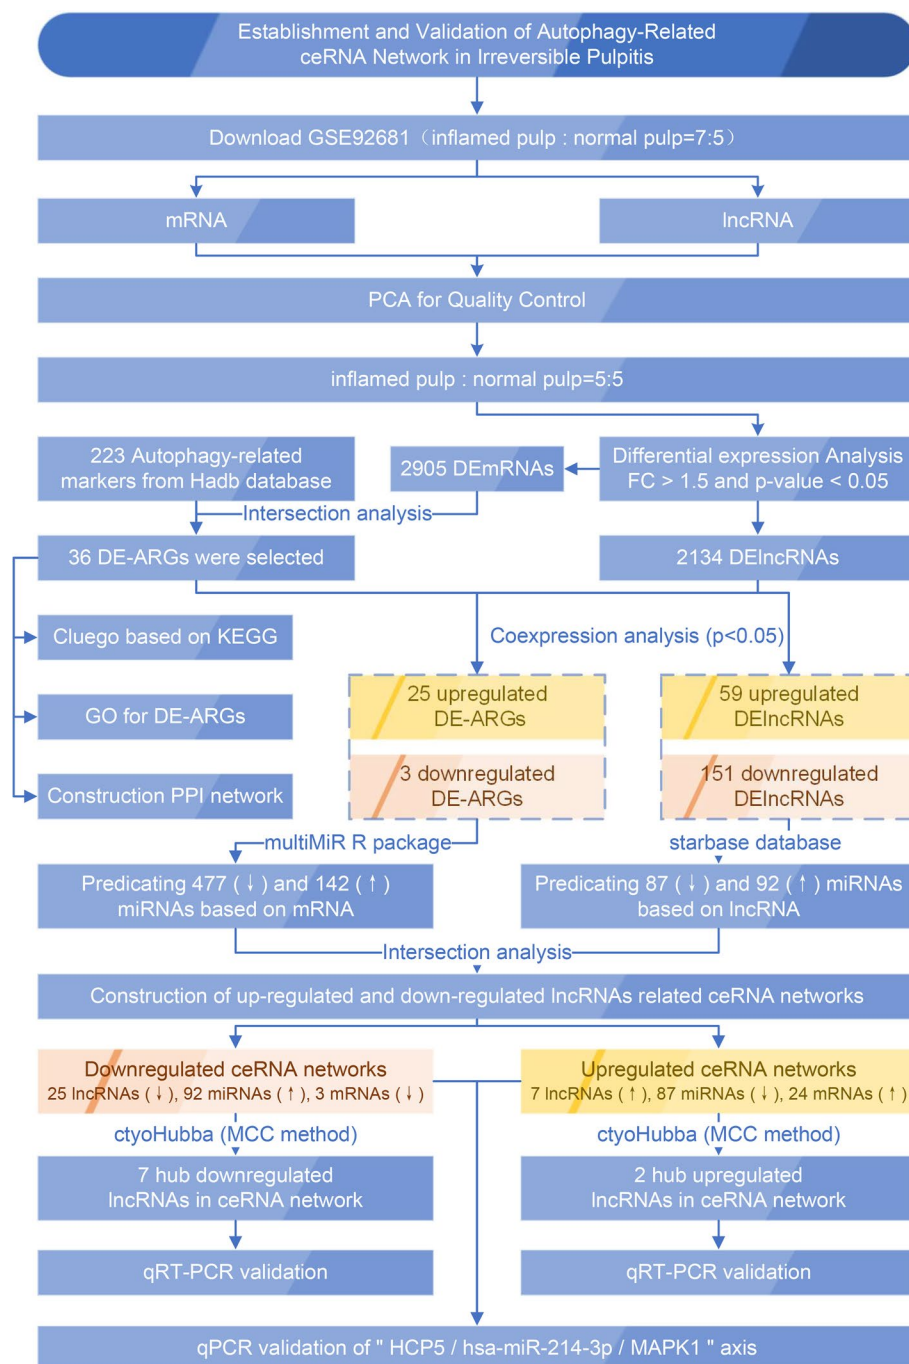 Establishment and Validation of Autophagy-Related
ceRNA Network in Irreversible Pulpitis
Download GSE92681（inflamed pulp : normal pulp=7:5）
mRNA
lncRNA
PCA for Quality Control
inflamed pulp : normal pulp=5:5
223 Autophagy-related
markers from Hadb database
2905 DEmRNAs
Differential expression Analysis
FC > 1.5 and p-value < 0.05
Intersection analysis
36 DE-ARGs were selected
2134 DElncRNAs
Cluego based on KEGG
Coexpression analysis (p<0.05)
GO for DE-ARGs
25 upregulated
DE-ARGs
59 upregulated
DElncRNAs
3 downregulated
DE-ARGs
151 downregulated
DElncRNAs
Construction PPI network
multiMiR R package
starbase database
Predicating 477 (↓) and 142 (↑)
miRNAs based on mRNA
Predicating 87 (↓) and 92 (↑) miRNAs
based on lncRNA
Intersection analysis
Construction of up-regulated and down-regulated lncRNAs related ceRNA networks
Downregulated ceRNA networks
25 lncRNAs (↓), 92 miRNAs (↑), 3 mRNAs (↓)
Upregulated ceRNA networks
7 lncRNAs (↑), 87 miRNAs (↓), 24 mRNAs (↑)
ctyoHubba (MCC method)
ctyoHubba (MCC method)
7 hub downregulated
lncRNAs in ceRNA network
2 hub upregulated
lncRNAs in ceRNA network
qRT-PCR validation
qRT-PCR validation
qPCR validation of " HCP5 / hsa-miR-214-3p / MAPK1 " axis